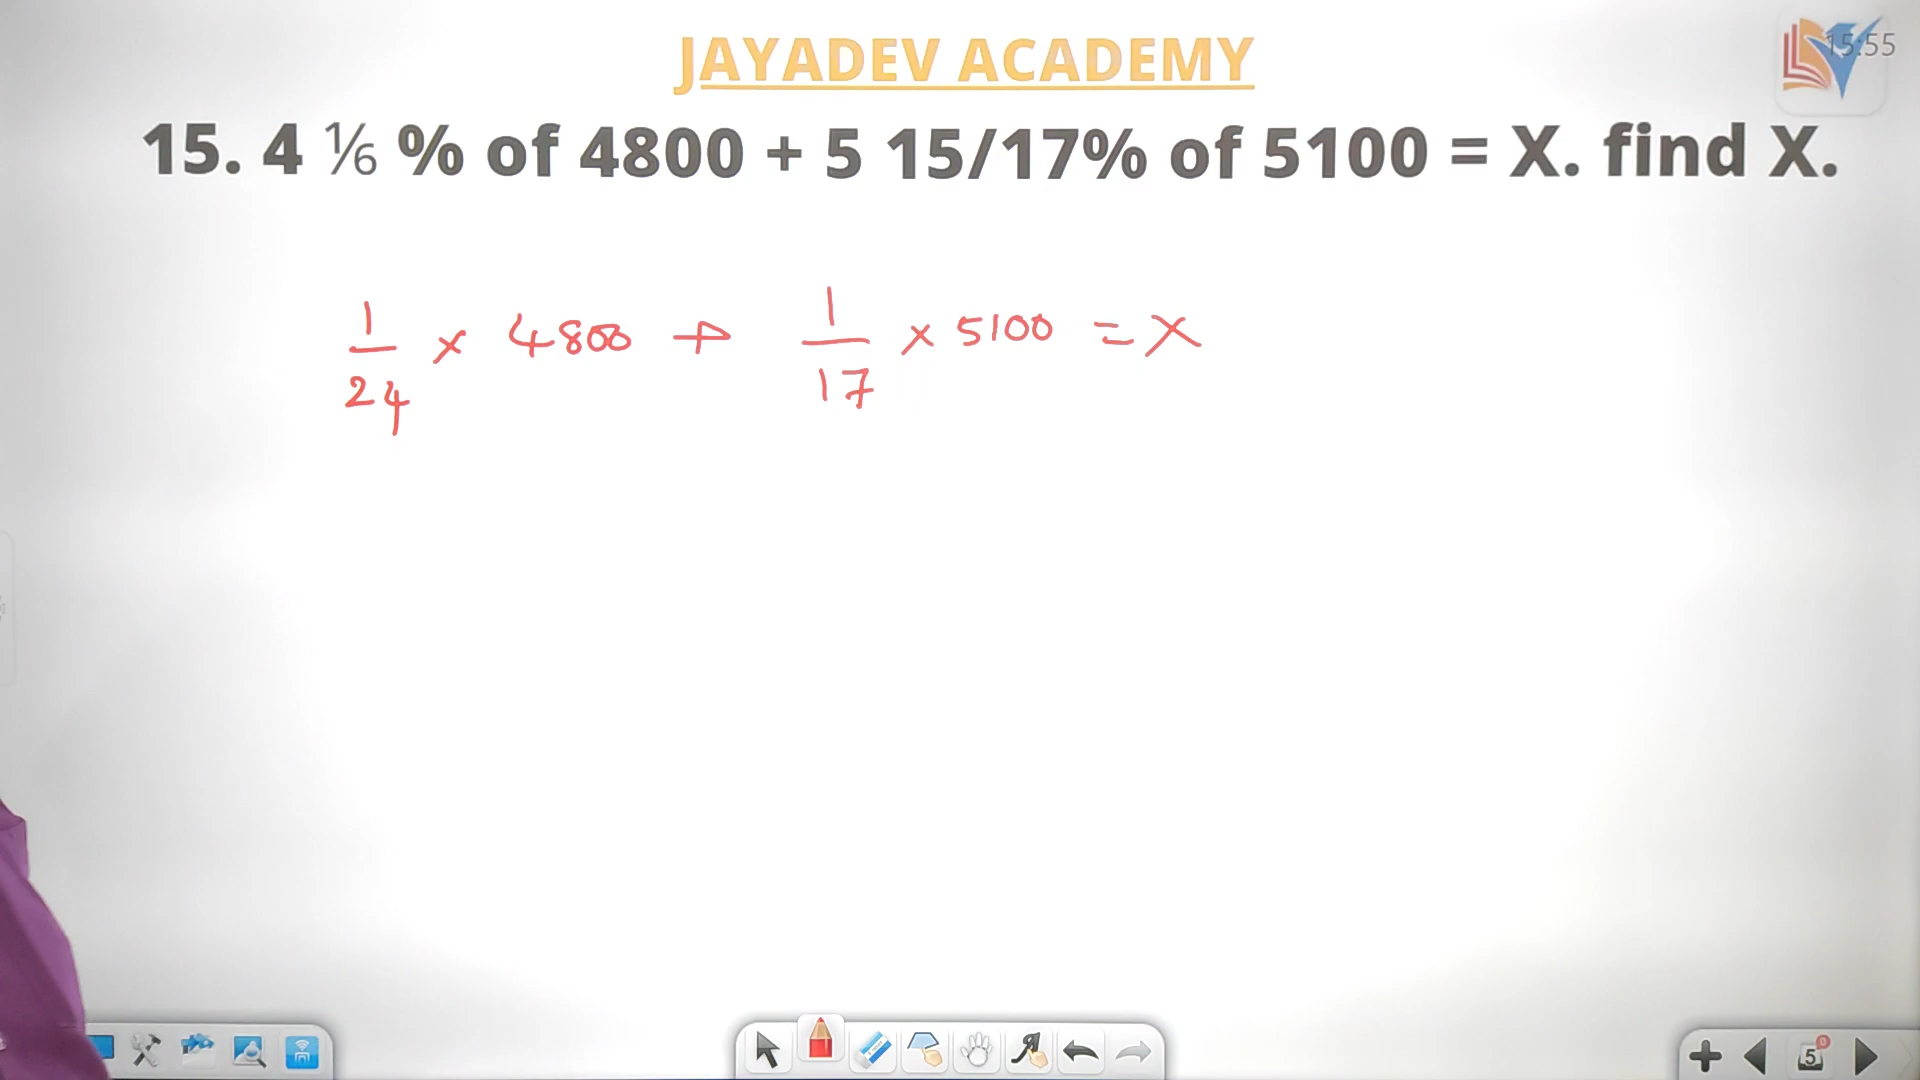 JAYADEV ACADEMY
15:55
15. 4 ⅙ % of 4800 + 5 15/17% of 5100 = X. find X.
1/24 × 4800 + 1/17 × 5100 = X
5
0